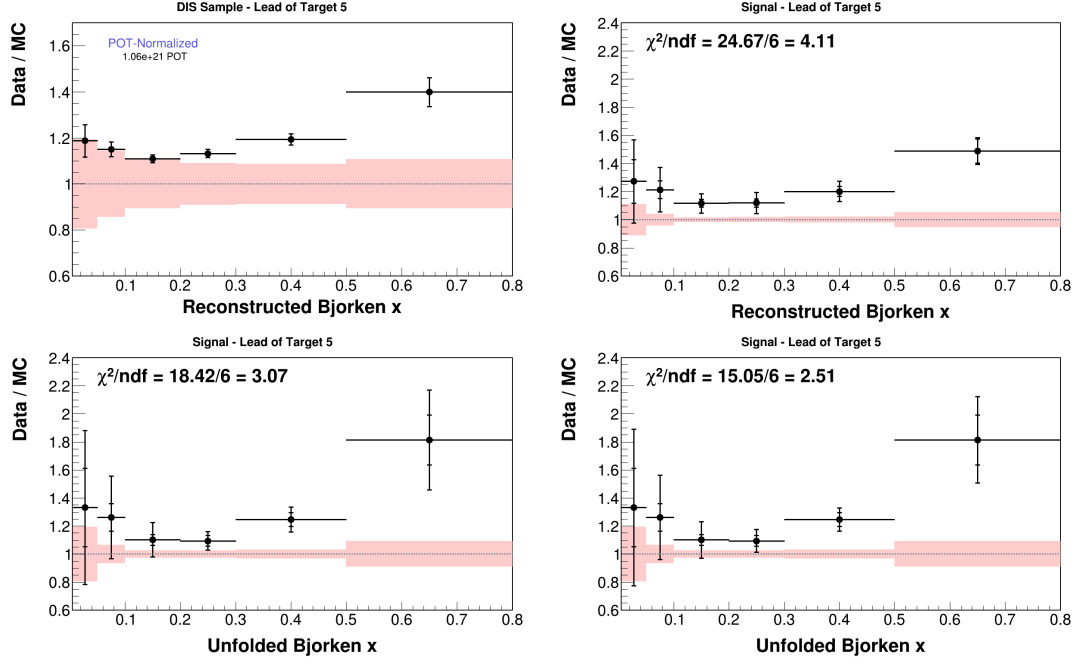 DIS Sample - Lead of Target 5
POT-Normalized
1.06e+21 POT
Data / MC
1.6
1.4
1.2
1
0.8
0.6
0.1 0.2 0.3 0.4 0.5 0.6 0.7 0.8
Reconstructed Bjorken x
Signal - Lead of Target 5
χ²/ndf = 24.67/6 = 4.11
Data / MC
2.4
2.2
2
1.8
1.6
1.4
1.2
1
0.8
0.6
0.1 0.2 0.3 0.4 0.5 0.6 0.7 0.8
Reconstructed Bjorken x
Signal - Lead of Target 5
χ²/ndf = 18.42/6 = 3.07
Data / MC
2.4
2.2
2
1.8
1.6
1.4
1.2
1
0.8
0.6
0.1 0.2 0.3 0.4 0.5 0.6 0.7 0.8
Unfolded Bjorken x
Signal - Lead of Target 5
χ²/ndf = 15.05/6 = 2.51
Data / MC
2.4
2.2
2
1.8
1.6
1.4
1.2
1
0.8
0.6
0.1 0.2 0.3 0.4 0.5 0.6 0.7 0.8
Unfolded Bjorken x